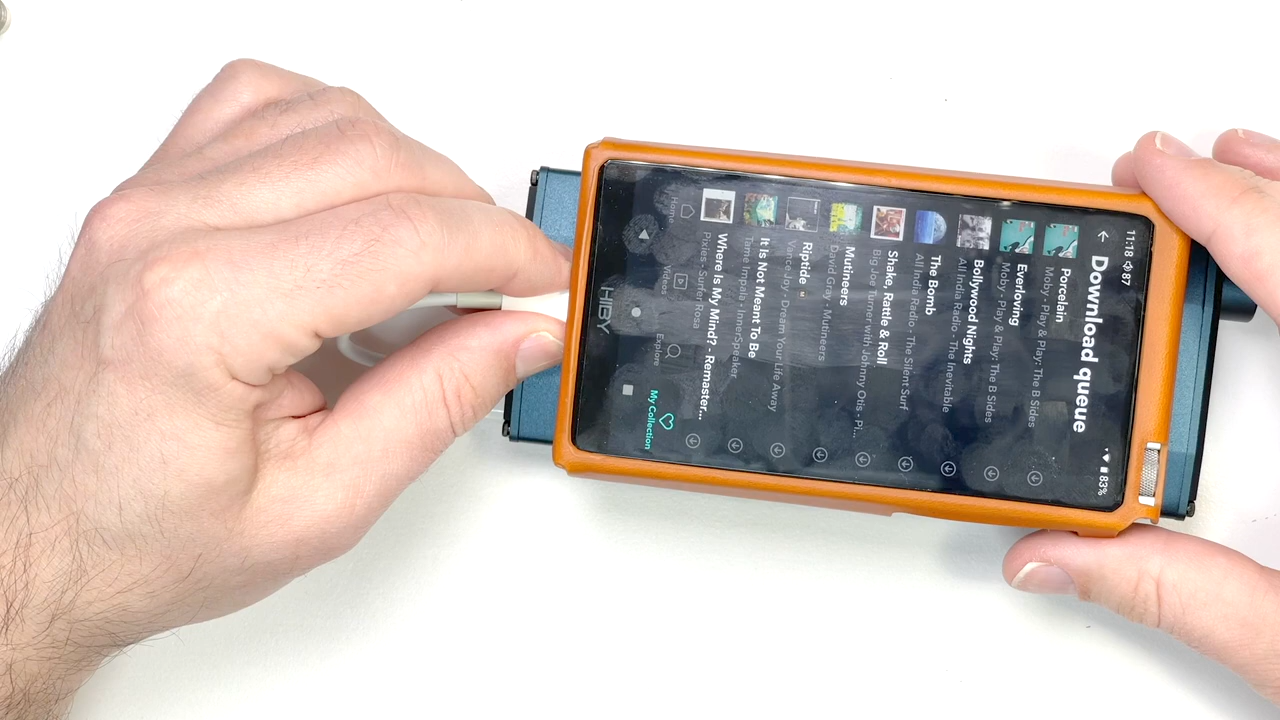 11:18 87 83%
Download queue
Porcelain
Moby · Play & Play: The B Sides
Everloving
Moby · Play & Play: The B Sides
Bollywood Nights
All India Radio · The Inevitable
The Bomb
All India Radio · The Silent Surf
Shake, Rattle & Roll
Big Joe Turner with Johnny Otis · Pi...
Mutineers
David Gray · Mutineers
Riptide
Vance Joy · Dream Your Life Away
It Is Not Meant To Be
Tame Impala · InnerSpeaker
Where Is My Mind? - Remaster...
Pixies · Surfer Rosa
Home Videos Explore My Collection
HIBY